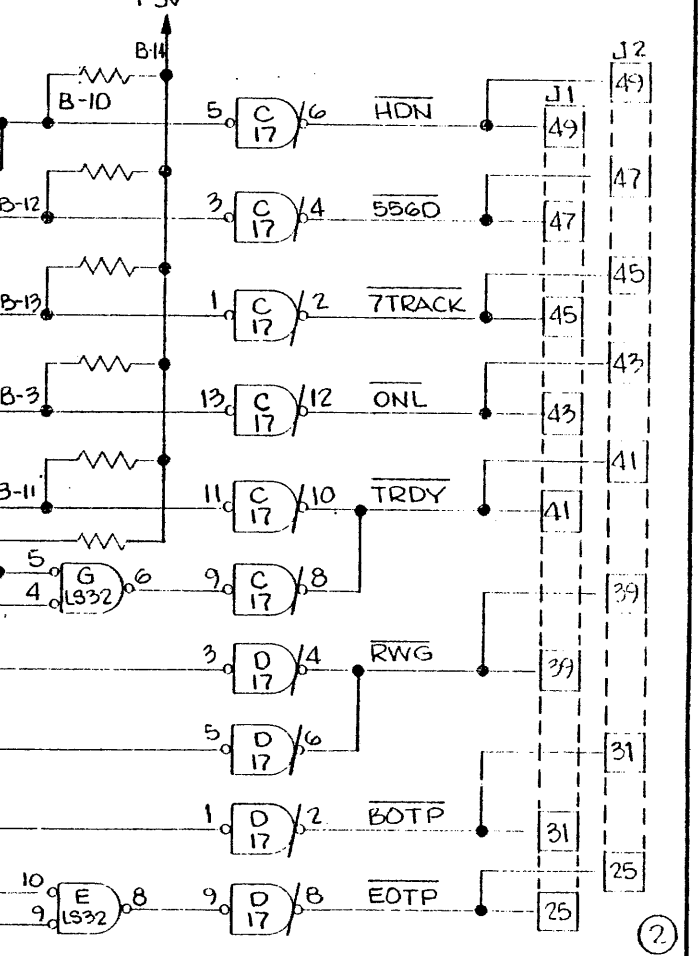 B-14
J2
B-10 5 C 17 6 HDN J1 49
49
B-12 3 C 17 4 556D 47
47
B-13 1 C 17 2 7TRACK 45
45
B-3 13 C 17 12 ONL 43
43
B-11 11 C 17 10 TRDY 41
41
5 4 G LS32 6 9 C 17 8
39
3 D 17 4 RWG 39
5 D 17 6 31
1 D 17 2 BOTP 31
25
10 9 E LS32 8 9 D 17 8 EOTP 25
2